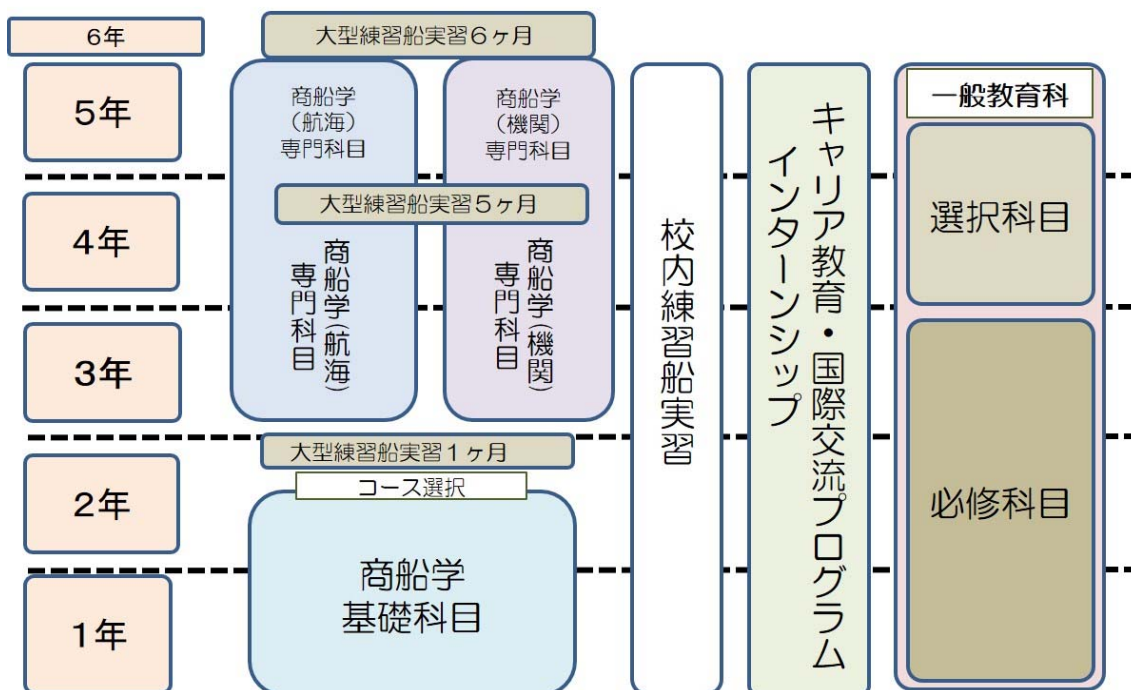 6年
大型練習船実習6ヶ月
5年
商船学
(航海)
専門科目
商船学
(機関)
専門科目
大型練習船実習5ヶ月
4年
商船学(航海)
専門科目
商船学(機関)
専門科目
3年
大型練習船実習1ヶ月
コース選択
2年
商船学
基礎科目
1年
校内練習船実習
キャリア教育・国際交流プログラム
インターンシップ
一般教育科
選択科目
必修科目